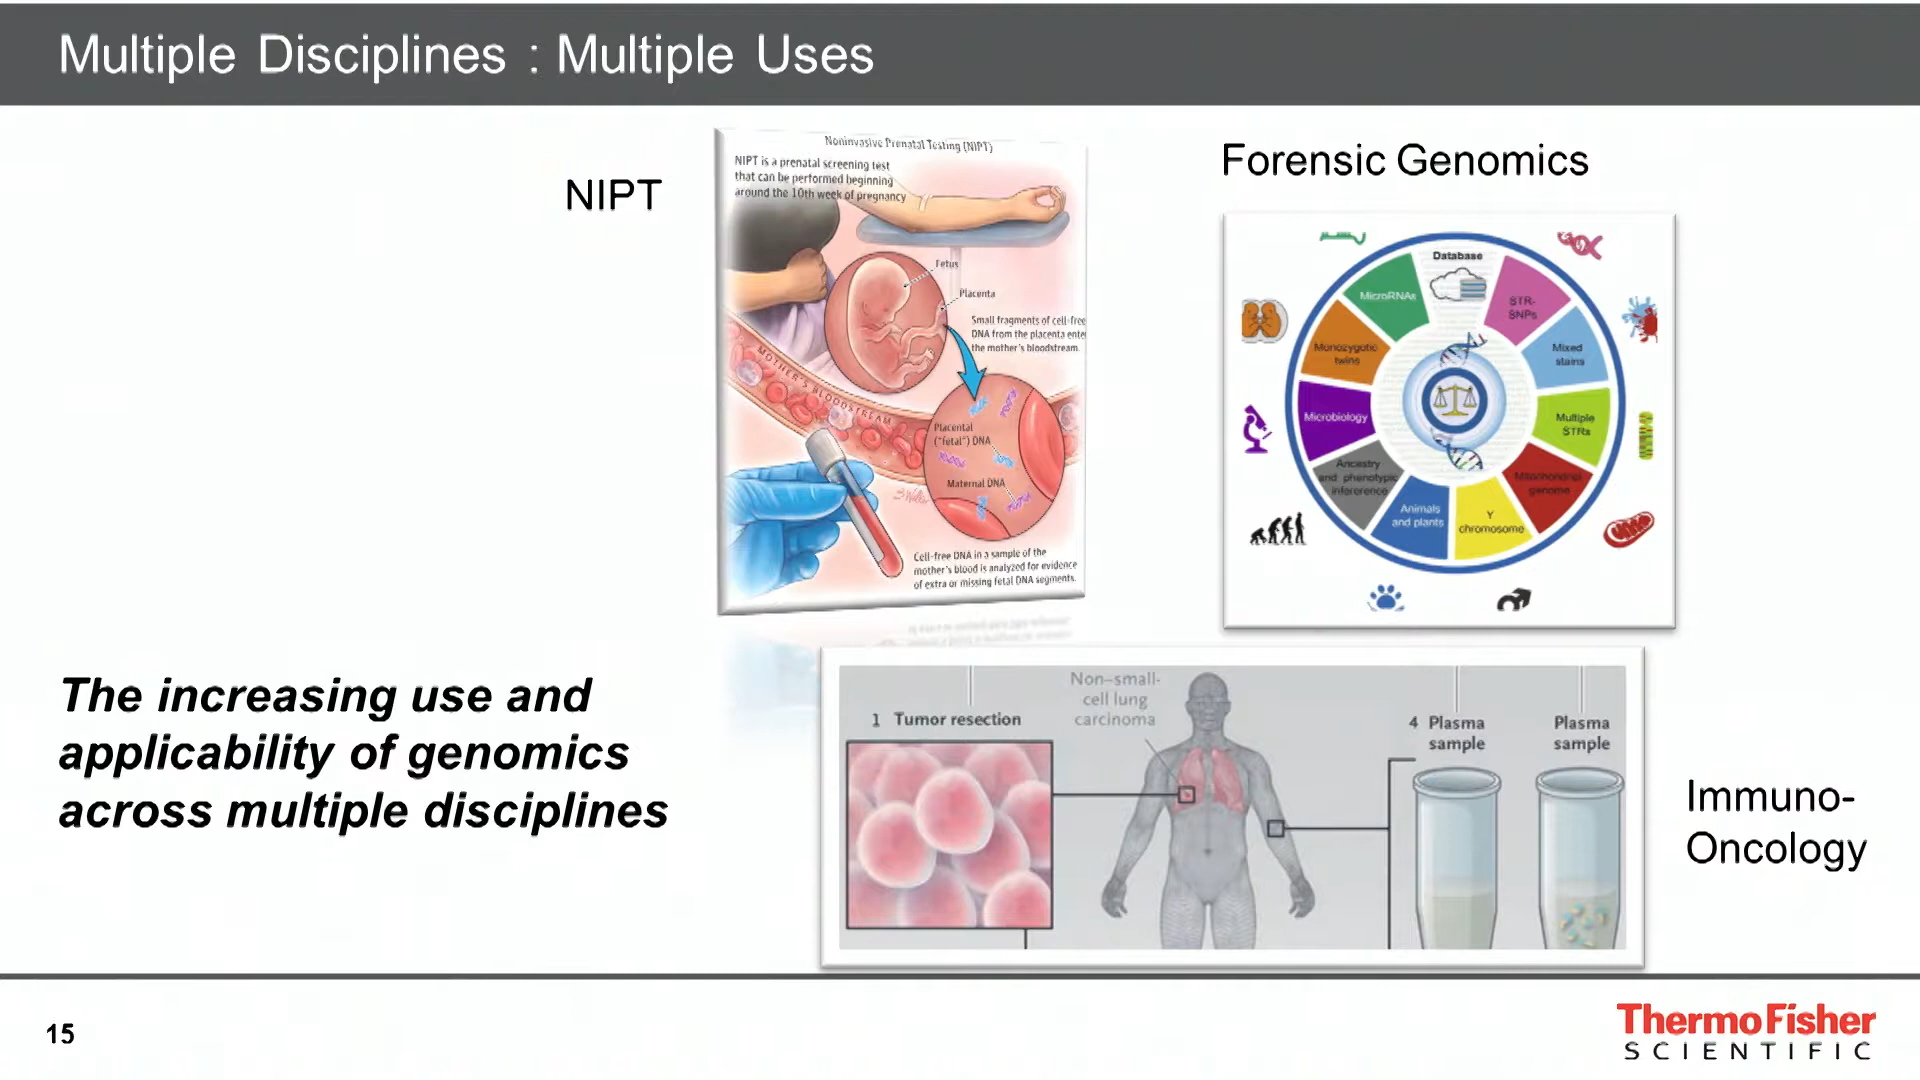 Multiple Disciplines : Multiple Uses
NIPT
Noninvasive Prenatal Testing (NIPT)
NIPT is a prenatal screening test
that can be performed beginning
around the 10th week of pregnancy
Fetus
Placenta
Small fragments of cell-free
DNA from the placenta enter
the mother's bloodstream.
MOTHER'S BLOODSTREAM
Placental
("fetal") DNA
Maternal DNA
Cell-free DNA in a sample of the
mother's blood is analyzed for evidence
of extra or missing fetal DNA segments.
Forensic Genomics
Database
STR-
SNPs
Mixed
stains
Multiple
STRs
Mitochondrial
genome
Y
chromosome
Animals
and plants
Ancestry
and phenotypic
infererence
Microbiology
Monozygotic
twins
MicroRNAs
The increasing use and
applicability of genomics
across multiple disciplines
1 Tumor resection
Non–small-
cell lung
carcinoma
4 Plasma
sample
Plasma
sample
Immuno-
Oncology
15
ThermoFisher
SCIENTIFIC